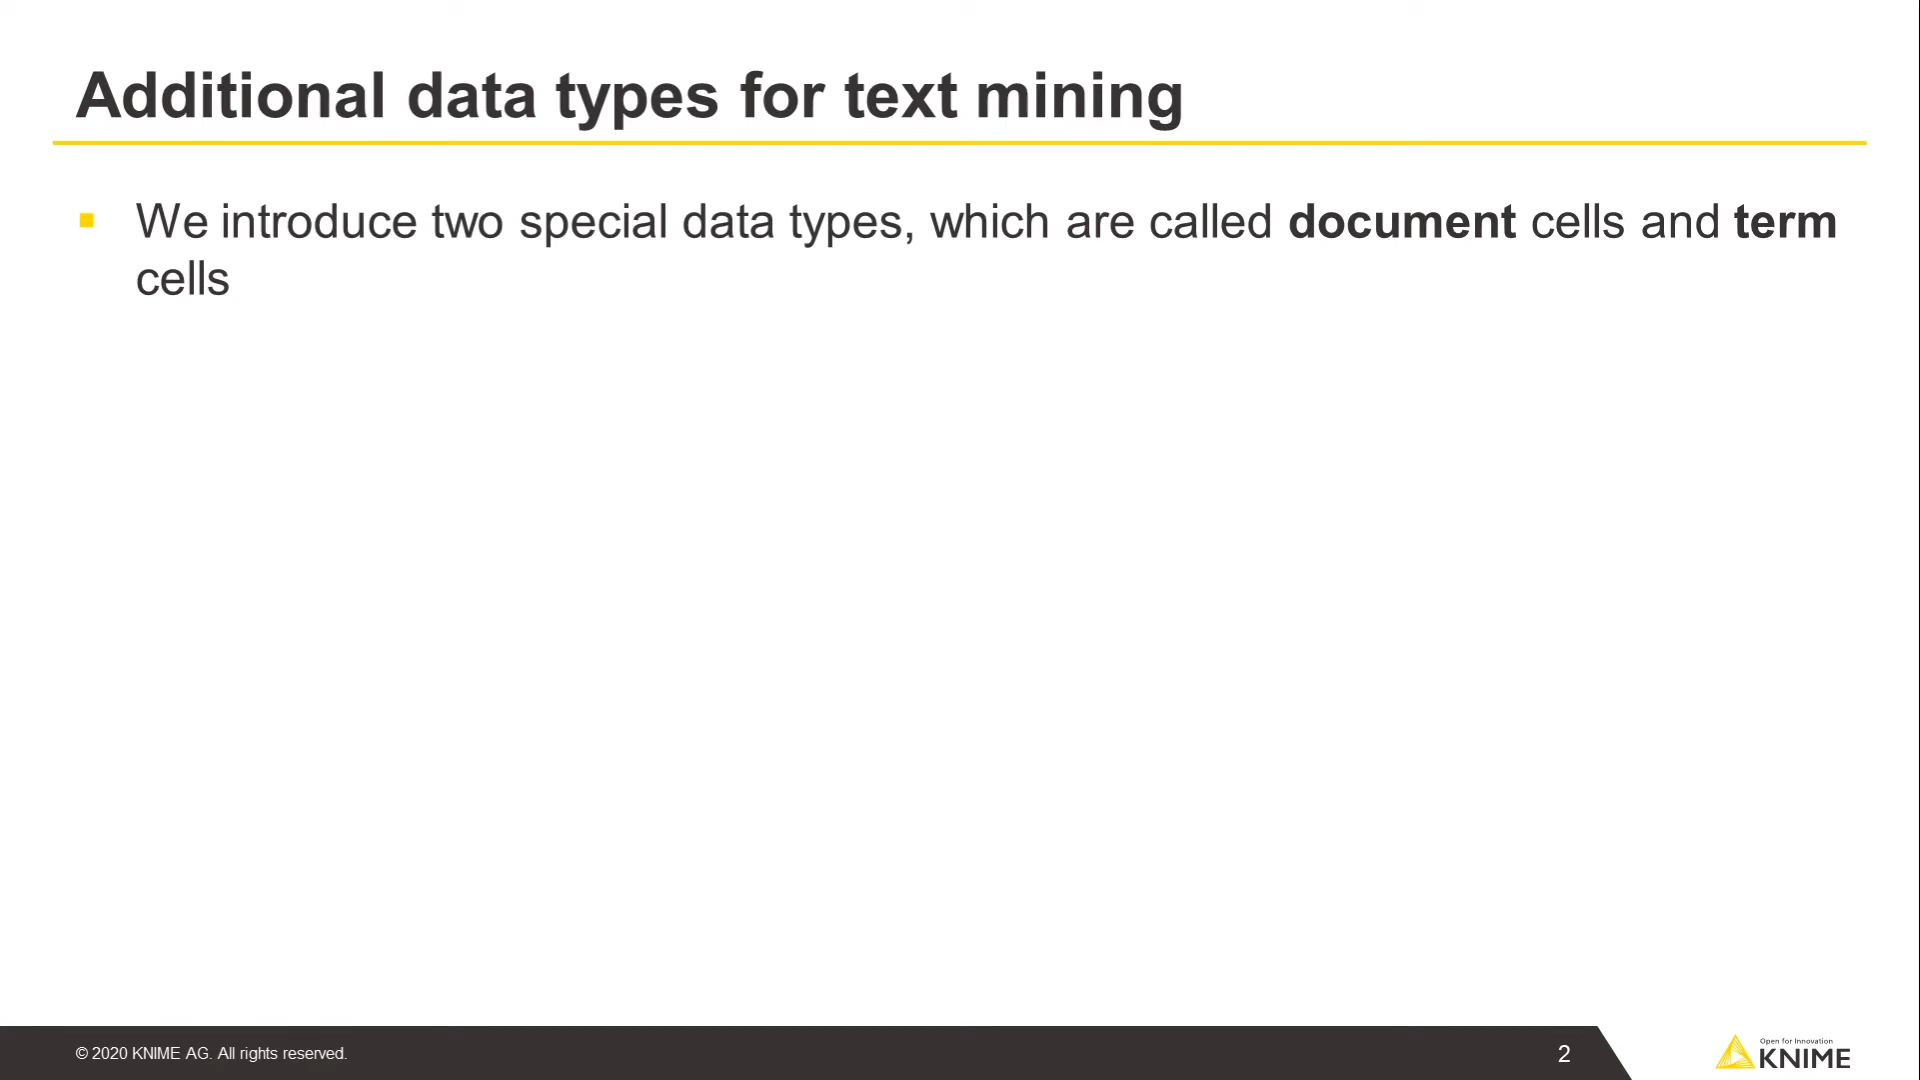 Additional data types for text mining
We introduce two special data types, which are called document cells and term
cells
© 2020 KNIME AG. All rights reserved.
2
Open for Innovation
KNIME